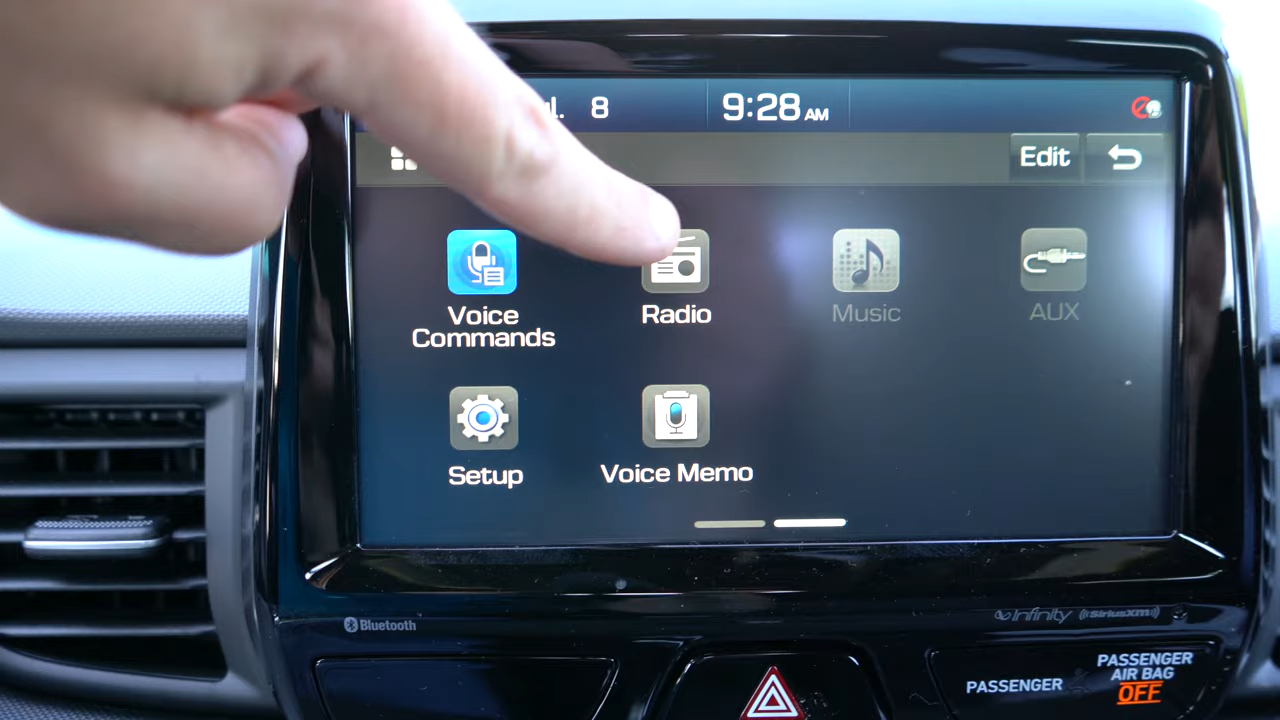 8
9:28 AM
Edit
Voice
Commands
Radio
Music
AUX
Setup
Voice Memo
Bluetooth
infinity
SiriusXM
PASSENGER
PASSENGER
AIR BAG
OFF